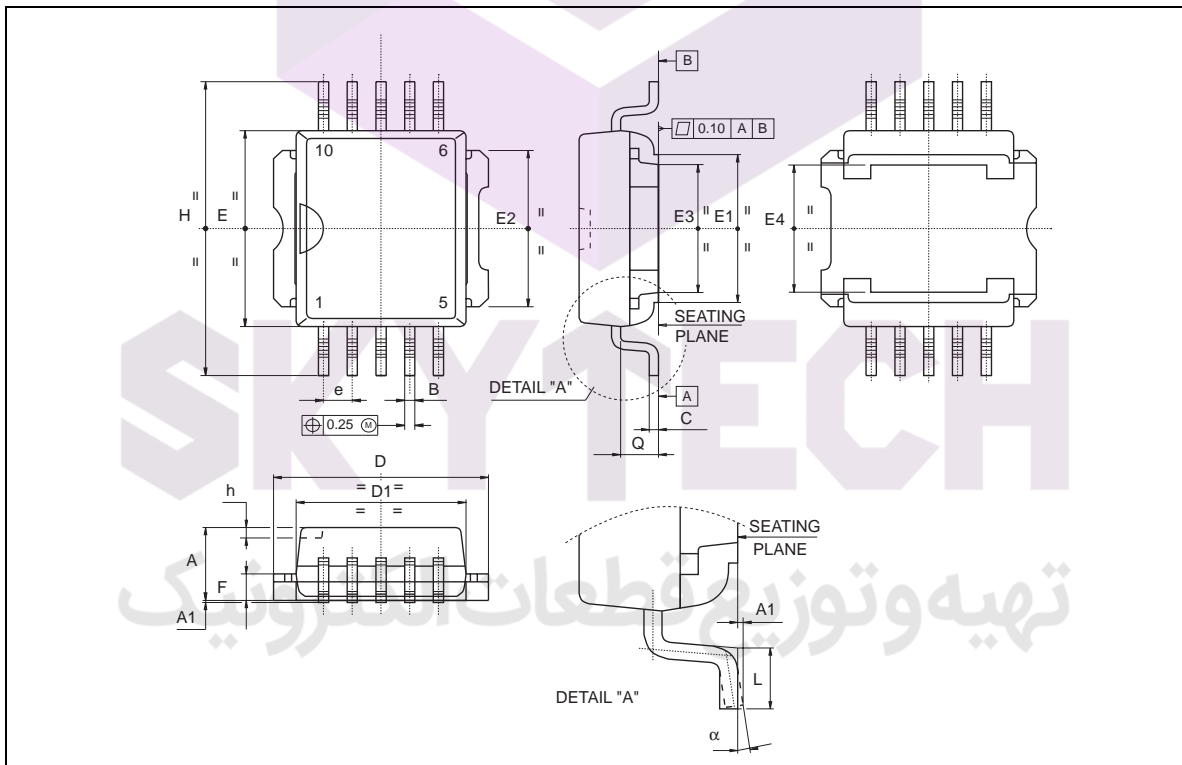 B
0.10 A B
10 6
H = E = E2 = E3 = E1 = E4 =
= = = = = =
1 5
SEATING
PLANE
DETAIL "A"
A
e B
0.25 M
C
Q
SKYTECH
D
= =
D1
= =
h
A
F
A1
SEATING
PLANE
تهیه و توزیع قطعات الکترونیک
A1
L
DETAIL "A"
α